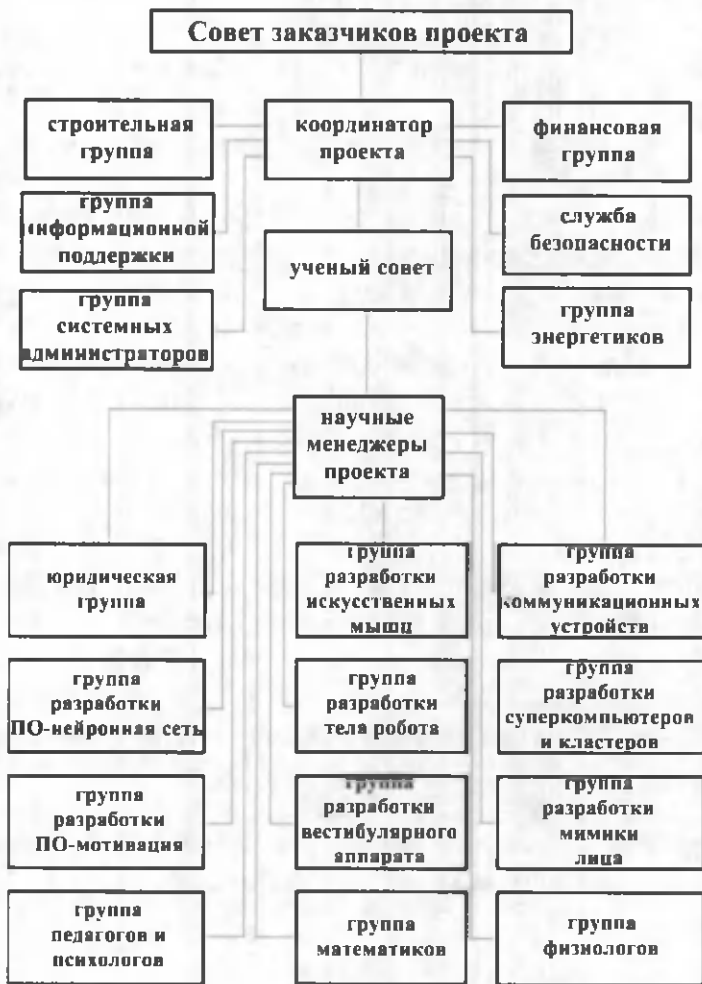 Совет заказчиков проекта
строительная
группа
координатор
проекта
финансовая
группа
группа
информационной
поддержки
ученый совет
служба
безопасности
группа
системных
администраторов
группа
энергетиков
научные
менеджеры
проекта
юридическая
группа
группа
разработки
искусственных
мышц
группа
разработки
коммуникационных
устройств
группа
разработки
ПО-нейронная сеть
группа
разработки
тела робота
группа
разработки
суперкомпьютеров
и кластеров
группа
разработки
ПО-мотивация
группа
разработки
вестибулярного
аппарата
группа
разработки
мимики
лица
группа
педагогов и
психологов
группа
математиков
группа
физиологов